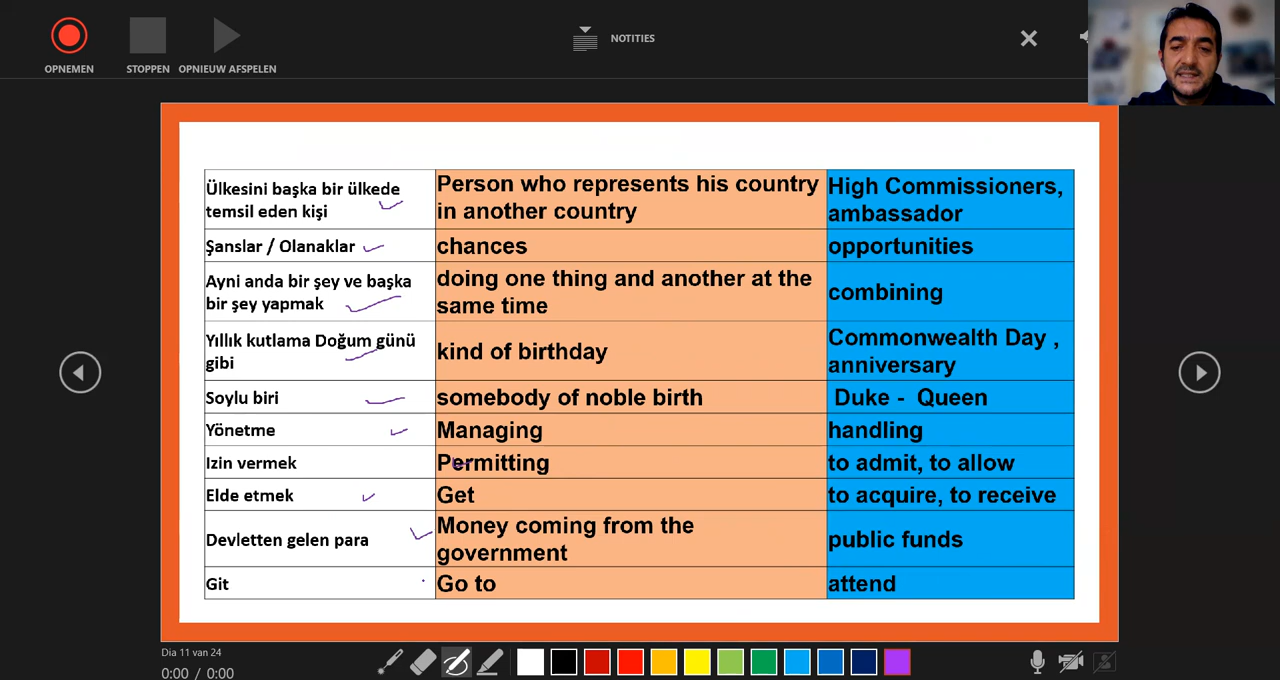 OPNEMEN
STOPPEN
OPNIEUW AFSPELEN
NOTITIES
Ülkesini başka bir ülkede
temsil eden kişi
Person who represents his country
in another country
High Commissioners,
ambassador
Şanslar / Olanaklar
chances
opportunities
Ayni anda bir şey ve başka
bir şey yapmak
doing one thing and another at the
same time
combining
Yıllık kutlama Doğum günü
gibi
kind of birthday
Commonwealth Day ,
anniversary
Soylu biri
somebody of noble birth
Duke - Queen
Yönetme
Managing
handling
Izin vermek
Permitting
to admit, to allow
Elde etmek
Get
to acquire, to receive
Devletten gelen para
Money coming from the
government
public funds
Git
Go to
attend
Dia 11 van 24
0:00 / 0:00